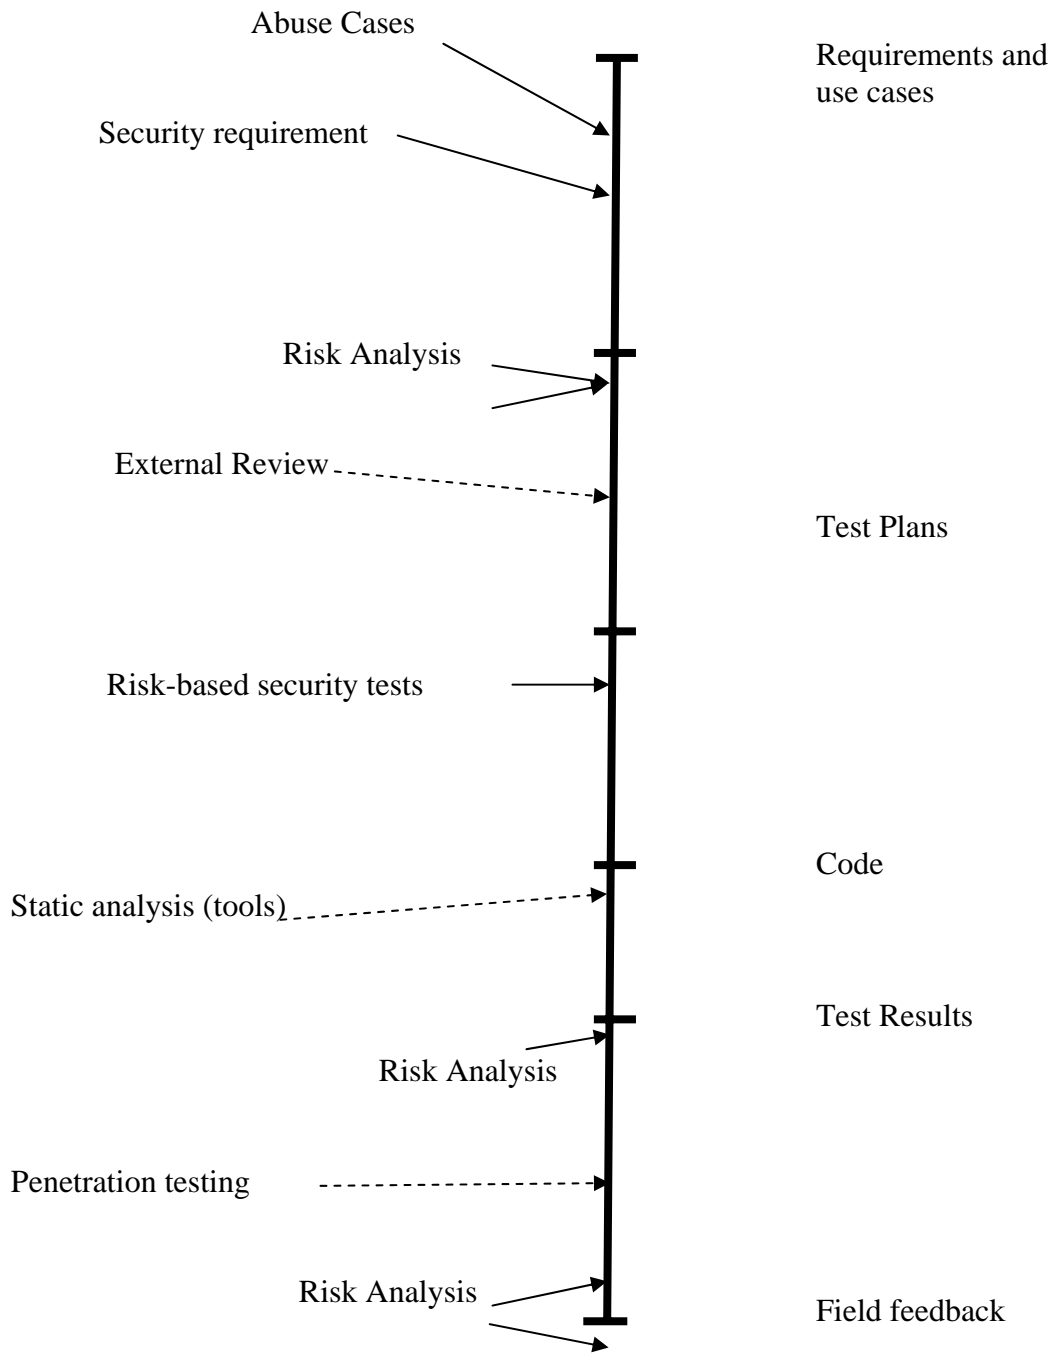 Abuse Cases
Requirements and
use cases
Security requirement
Risk Analysis
External Review
Test Plans
Risk-based security tests
Code
Static analysis (tools)
Test Results
Risk Analysis
Penetration testing
Risk Analysis
Field feedback